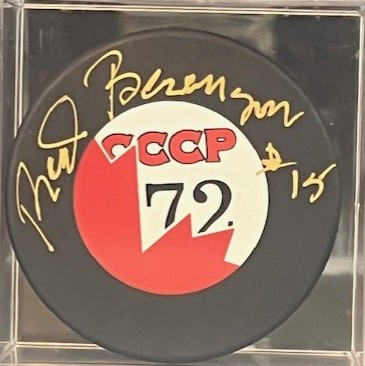 Red Berenson
#15
CCCP
72.